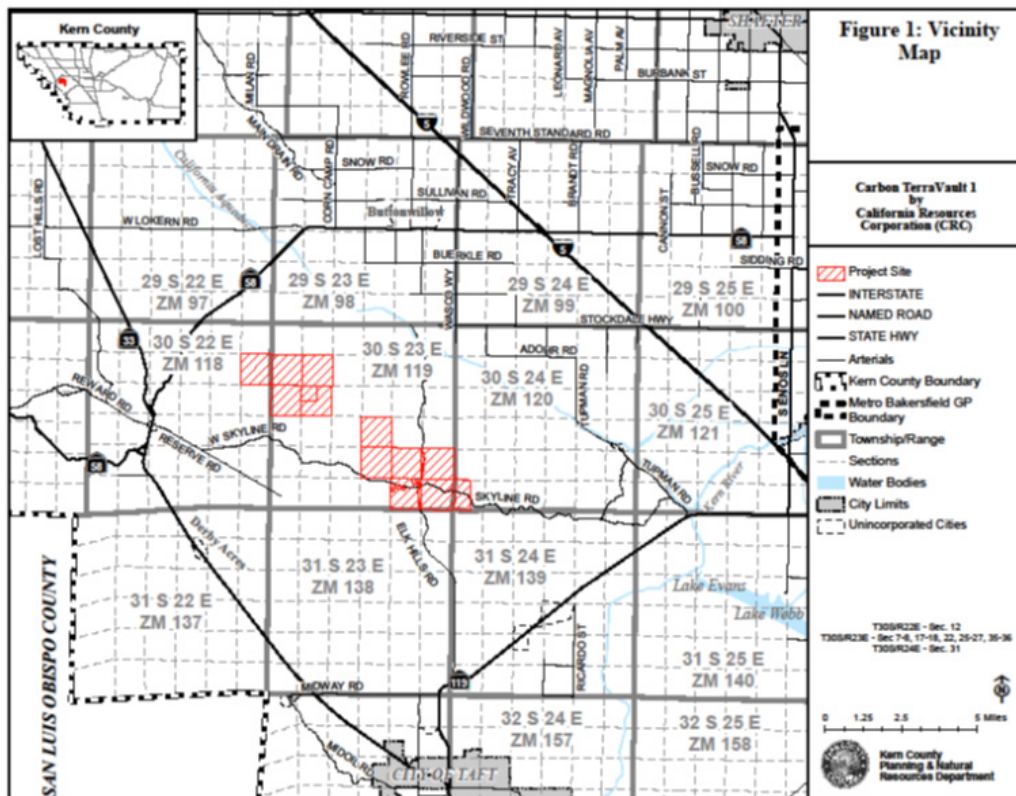 Kern County
Figure 1: Vicinity
Map
Carbon TerraVault 1
by
California Resources
Corporation (CRC)
Project Site
INTERSTATE
NAMED ROAD
STATE HWY
Arterials
Kern County Boundary
Metro Bakersfield GP
Boundary
Township/Range
Sections
Water Bodies
City Limits
Unincorporated Cities
T30S/R22E - Sec. 12
T30S/R23E - Sec 7-8, 17-18, 22, 25-27, 35-36
T30S/R24E - Sec. 31
0 1.25 2.5 5 Miles
Kern County
Planning & Natural
Resources Department
SHAFTER
RIVERSIDE ST
BURBANK ST
MILAN RD
ROWLEE RD
WILDWOOD RD
LEONARD AV
MAGNOLIA AV
PALM AV
MAIN DRAIN RD
5
SEVENTH STANDARD RD
SNOW RD
SNOW RD
CORN CAMP RD
SULLIVAN RD
TRACY AV
BRANDT RD
CANNON ST
BUSSELL RD
California Aqueduct
Buttonwillow
LOST HILLS RD
W LOKERN RD
BUERKLE RD
WASCO WY
5
58
SIDDING RD
58
29 S 22 E
ZM 97
29 S 23 E
ZM 98
29 S 24 E
ZM 99
29 S 25 E
ZM 100
STOCKDALE HWY
33
30 S 22 E
ZM 118
30 S 23 E
ZM 119
ADOHR RD
30 S 24 E
ZM 120
TUPMAN RD
30 S 25 E
ZM 121
S ENOS LN
REWARD RD
W SKYLINE RD
RESERVE RD
58
SKYLINE RD
TUPMAN RD
Kern River
Derby Acres
ELK HILLS RD
31 S 22 E
ZM 137
31 S 23 E
ZM 138
31 S 24 E
ZM 139
Lake Evans
Lake Webb
31 S 25 E
ZM 140
RICARDO ST
119
MIDWAY RD
32 S 24 E
ZM 157
32 S 25 E
ZM 158
MIDOIL RD
CITY OF TAFT
SAN LUIS OBISPO COUNTY